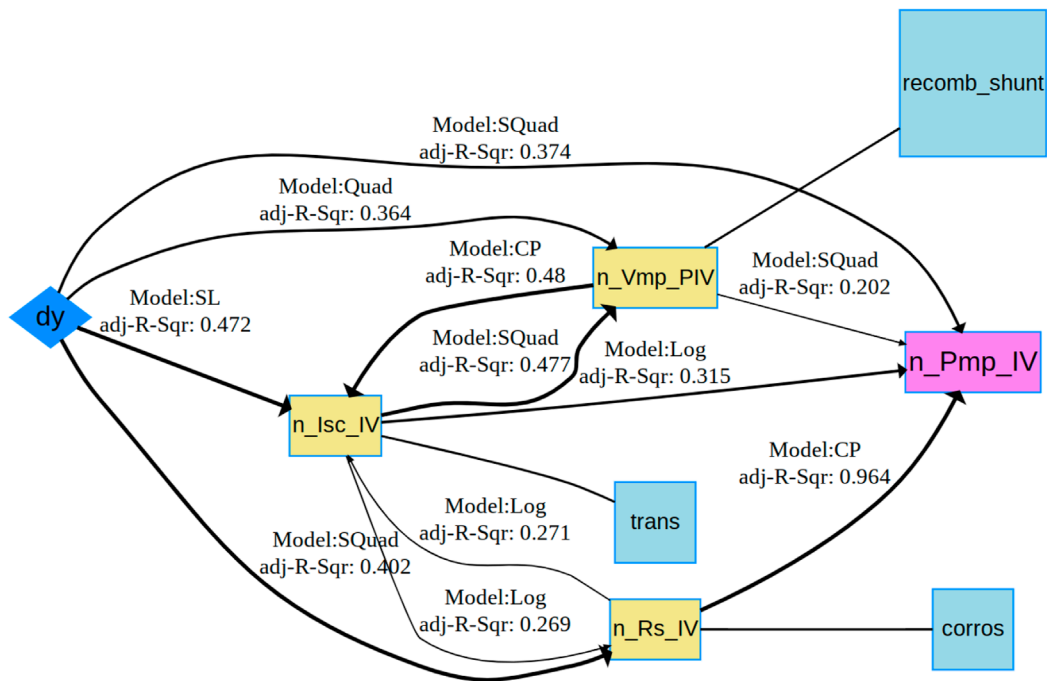 recomb_shunt
Model:SQuad
adj-R-Sqr: 0.374
Model:Quad
adj-R-Sqr: 0.364
Model:CP
adj-R-Sqr: 0.48
n_Vmp_PIV
Model:SQuad
adj-R-Sqr: 0.202
dy
Model:SL
adj-R-Sqr: 0.472
Model:SQuad
adj-R-Sqr: 0.477
Model:Log
adj-R-Sqr: 0.315
n_Pmp_IV
n_Isc_IV
Model:CP
adj-R-Sqr: 0.964
trans
Model:Log
adj-R-Sqr: 0.271
Model:SQuad
adj-R-Sqr: 0.402
Model:Log
adj-R-Sqr: 0.269
n_Rs_IV
corros